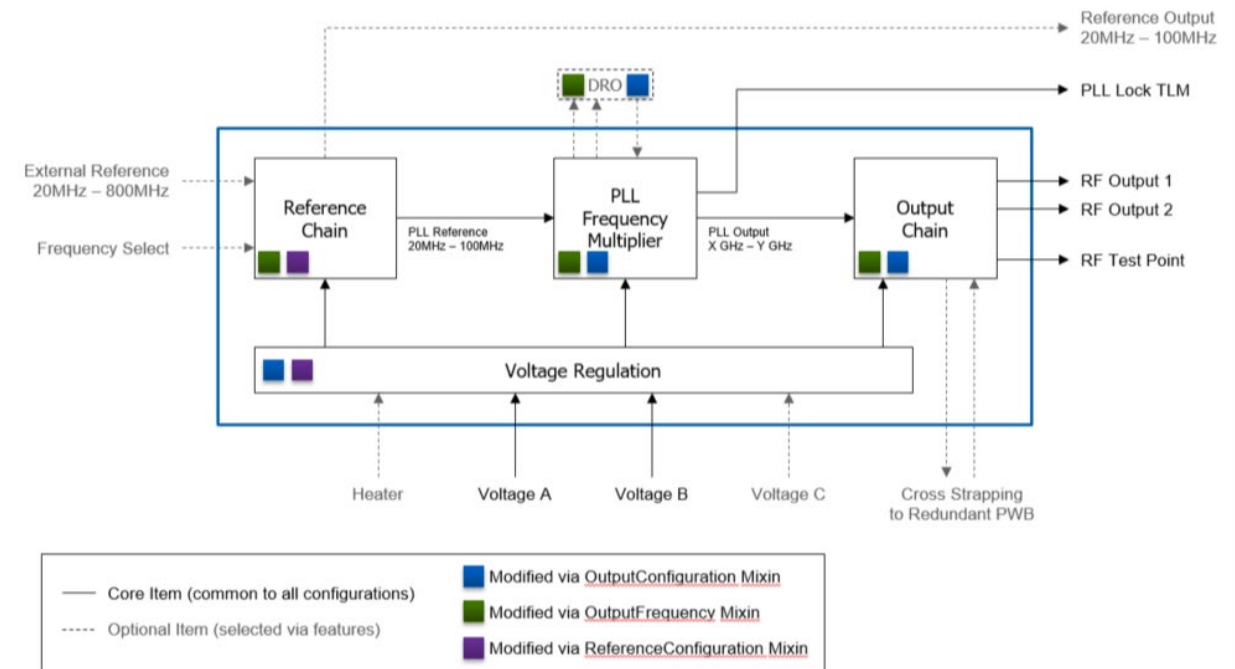 Reference Output
20MHz – 100MHz
DRO
PLL Lock TLM
External Reference
20MHz – 800MHz
Frequency Select
Reference
Chain
PLL Reference
20MHz – 100MHz
PLL
Frequency
Multiplier
PLL Output
X GHz – Y GHz
Output
Chain
RF Output 1
RF Output 2
RF Test Point
Voltage Regulation
Heater
Voltage A
Voltage B
Voltage C
Cross Strapping
to Redundant PWB
Core Item (common to all configurations)
Optional Item (selected via features)
Modified via OutputConfiguration Mixin
Modified via OutputFrequency Mixin
Modified via ReferenceConfiguration Mixin